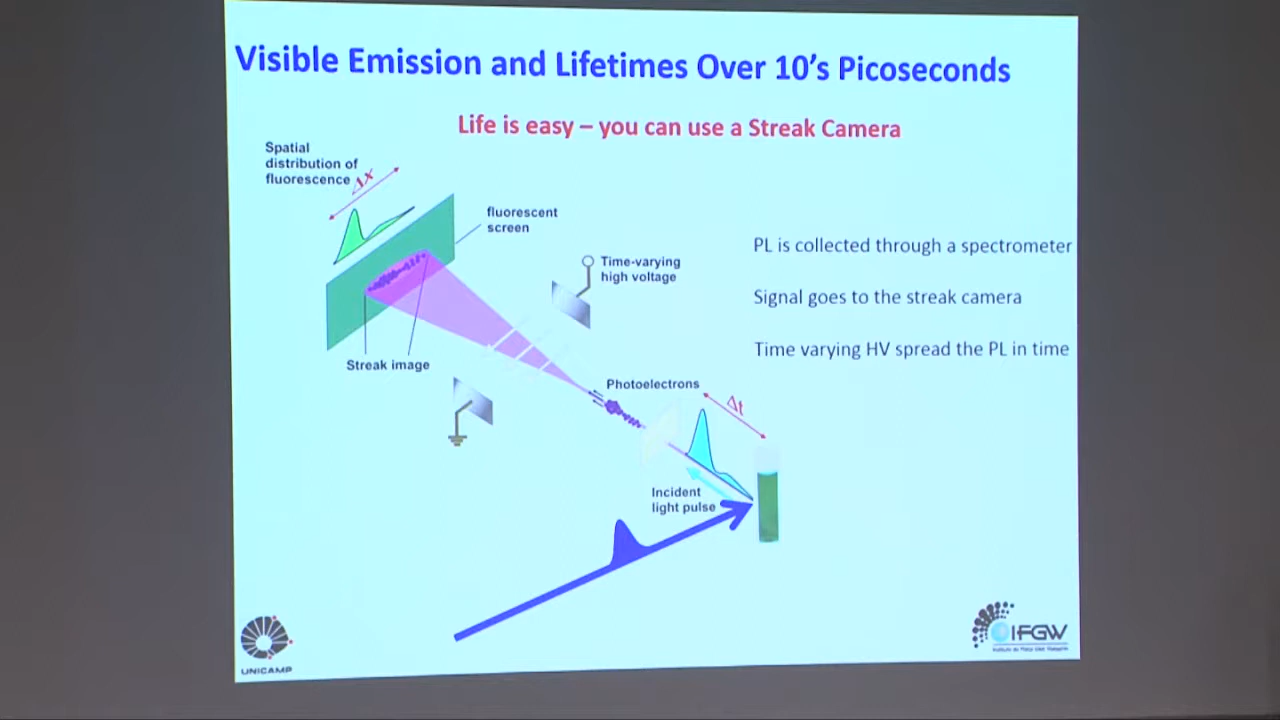 Visible Emission and Lifetimes Over 10's Picoseconds
Life is easy – you can use a Streak Camera
Spatial
distribution of
fluorescence
Δx
fluorescent
screen
Time-varying
high voltage
PL is collected through a spectrometer
Signal goes to the streak camera
Time varying HV spread the PL in time
Streak image
Photoelectrons
Δt
Incident
light pulse
UNICAMP
IFGW